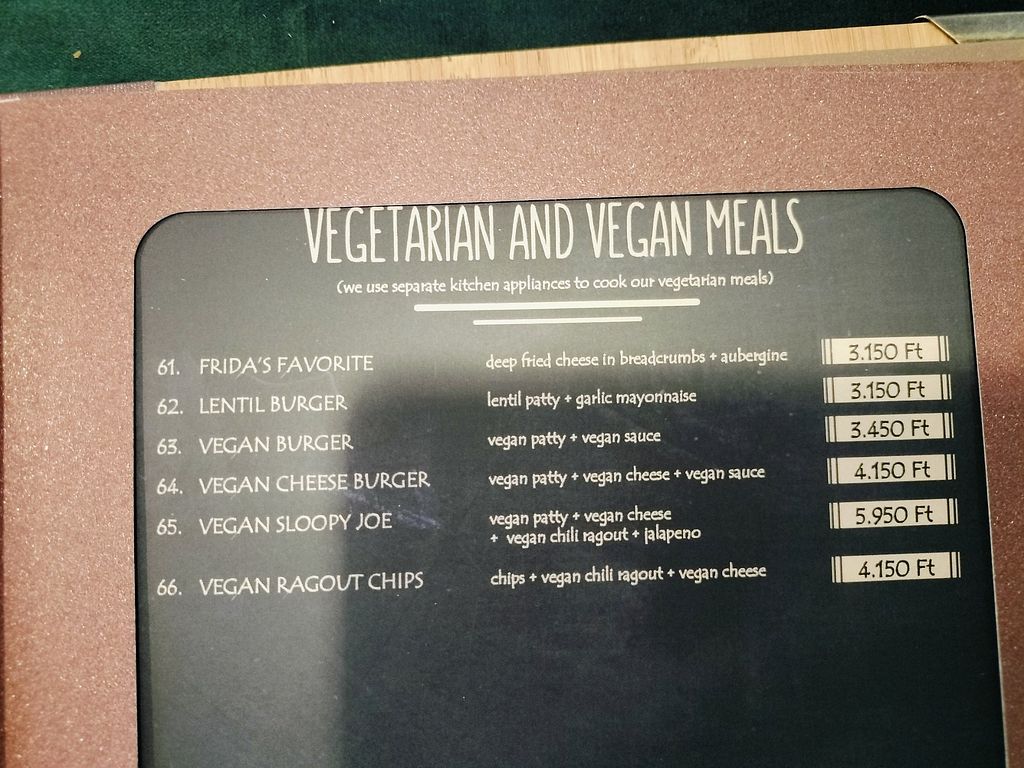 VEGETARIAN AND VEGAN MEALS
(we use separate kitchen appliances to cook our vegetarian meals)
61. FRIDA'S FAVORITE deep fried cheese in breadcrumbs + aubergine 3.150 Ft
62. LENTIL BURGER lentil patty + garlic mayonnaise 3.150 Ft
63. VEGAN BURGER vegan patty + vegan sauce 3.450 Ft
64. VEGAN CHEESE BURGER vegan patty + vegan cheese + vegan sauce 4.150 Ft
65. VEGAN SLOOPY JOE vegan patty + vegan cheese 5.950 Ft
+ vegan chili ragout + jalapeno
66. VEGAN RAGOUT CHIPS chips + vegan chili ragout + vegan cheese 4.150 Ft